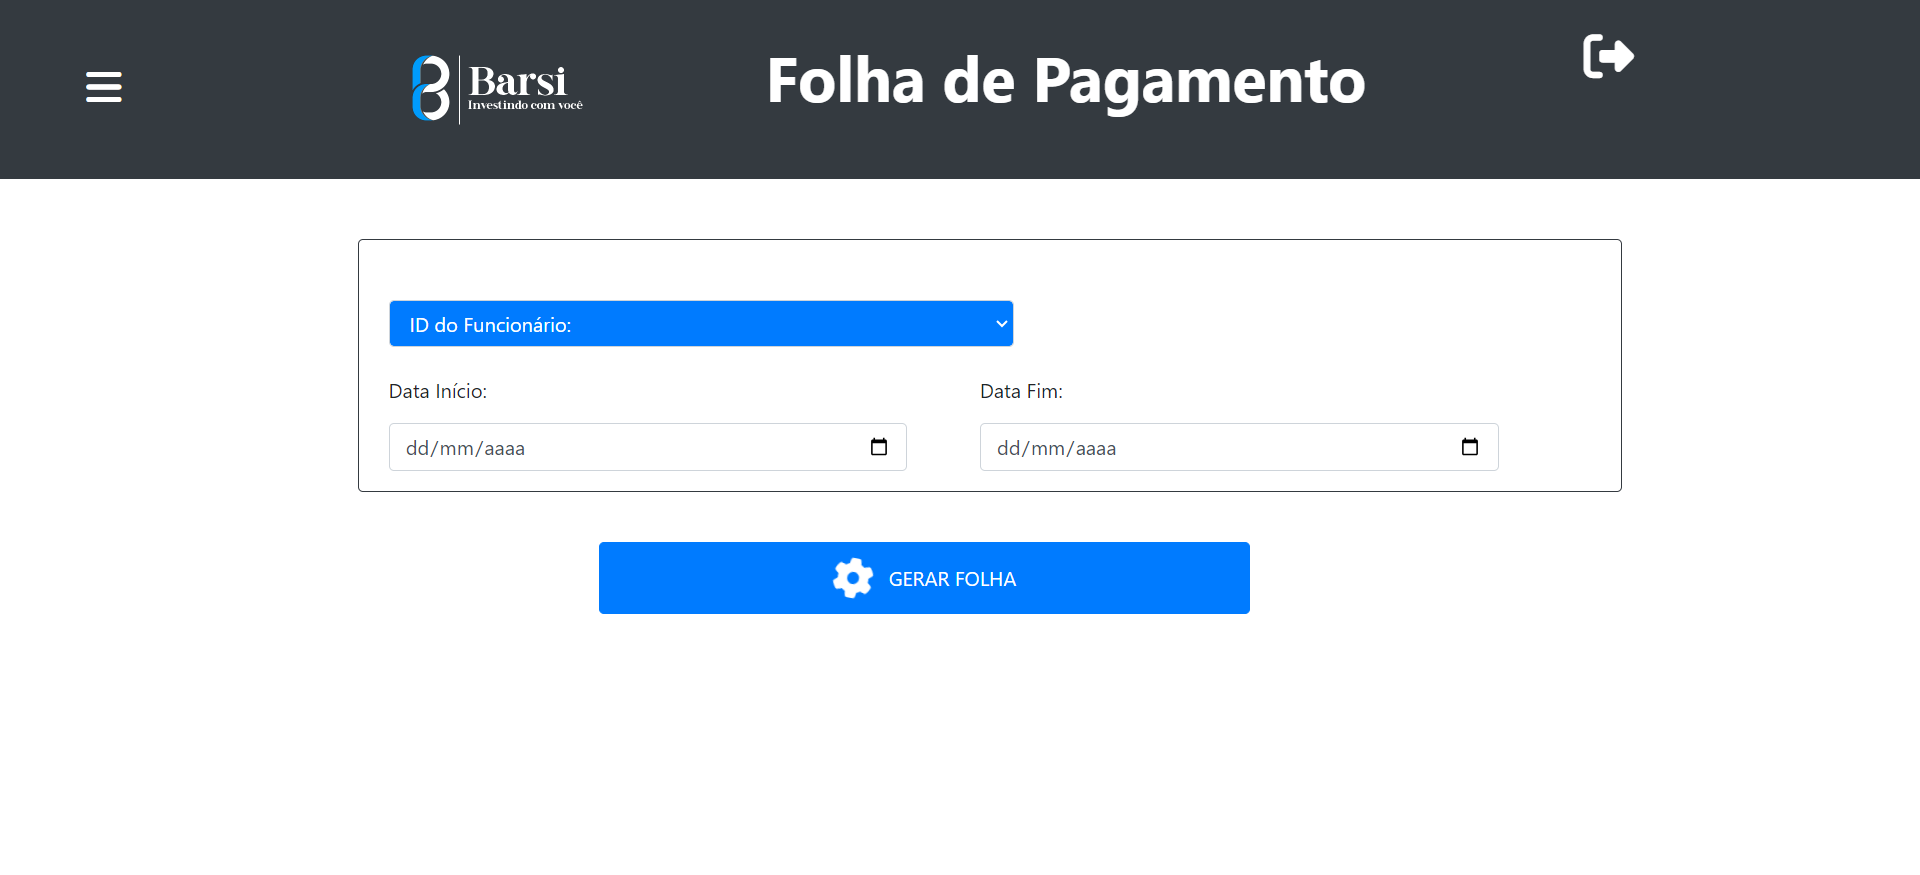 Barsi
Investindo com você
Folha de Pagamento
ID do Funcionário:
Data Início:
Data Fim:
dd/mm/aaaa
dd/mm/aaaa
GERAR FOLHA